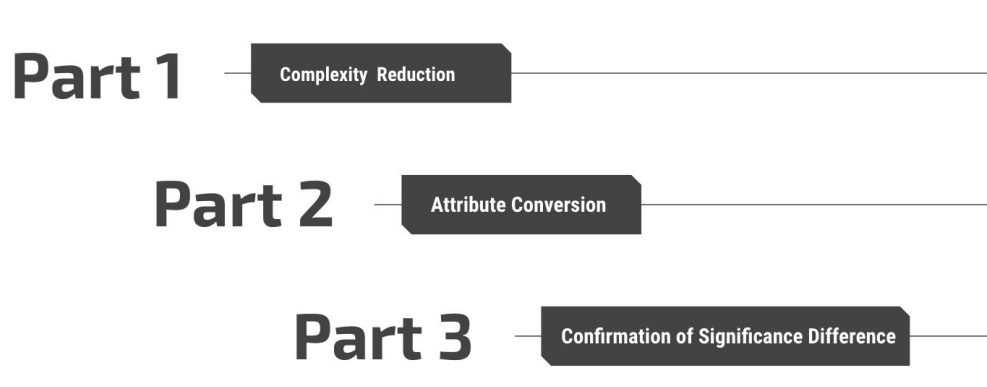 Part 1
Complexity Reduction
Part 2
Attribute Conversion
Part 3
Confirmation of Significance Difference